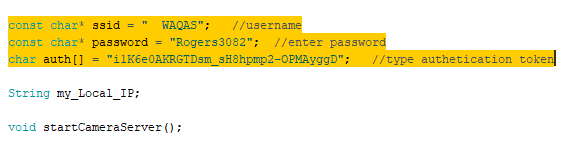 const char* ssid = "  WAQAS";   //username
const char* password = "Rogers3082";  //enter password
char auth[] = "ilK6e0AKRGTDsm_sH8hpmp2-OPMAyggD";   //type authetication token
String my_Local_IP;
void startCameraServer();